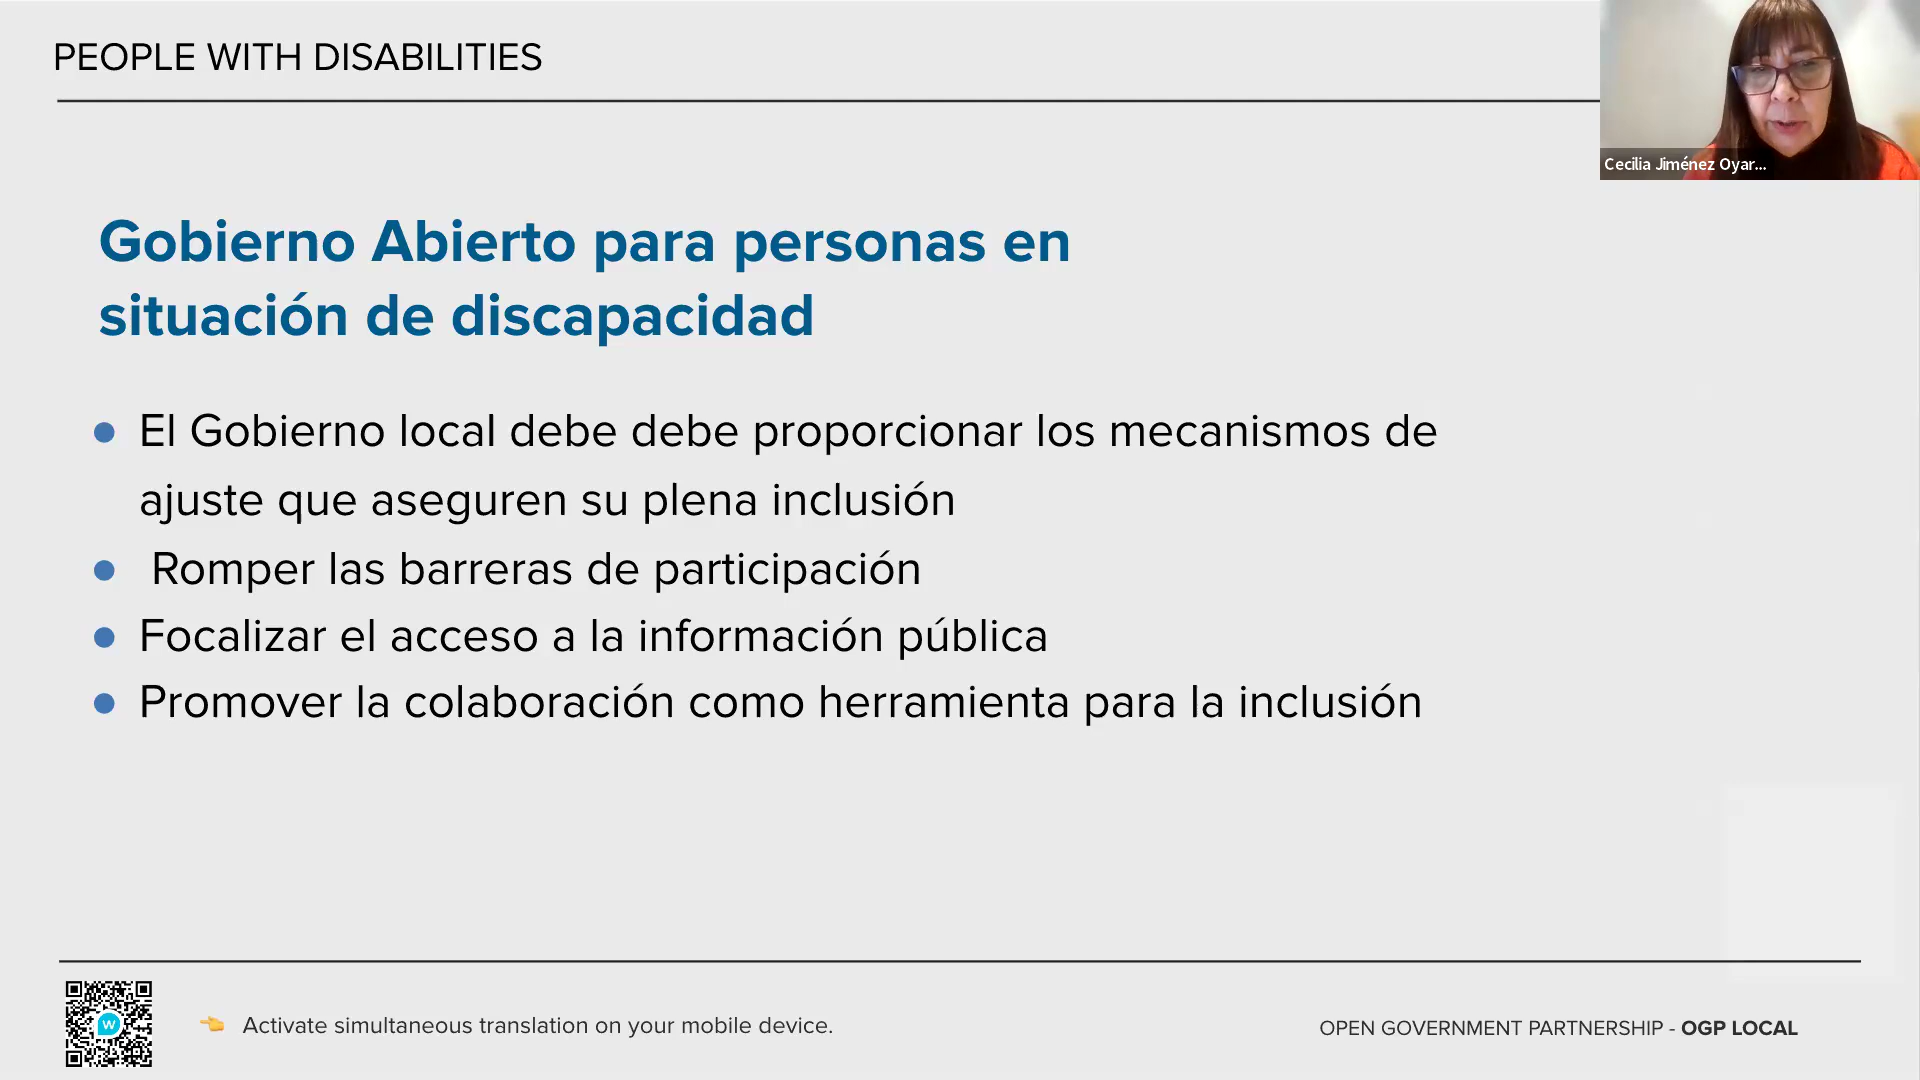 PEOPLE WITH DISABILITIES
Cecilia Jiménez Oyar...
Gobierno Abierto para personas en
situación de discapacidad
● El Gobierno local debe debe proporcionar los mecanismos de
ajuste que aseguren su plena inclusión
● Romper las barreras de participación
● Focalizar el acceso a la información pública
● Promover la colaboración como herramienta para la inclusión
w
Activate simultaneous translation on your mobile device.
OPEN GOVERNMENT PARTNERSHIP - OGP LOCAL